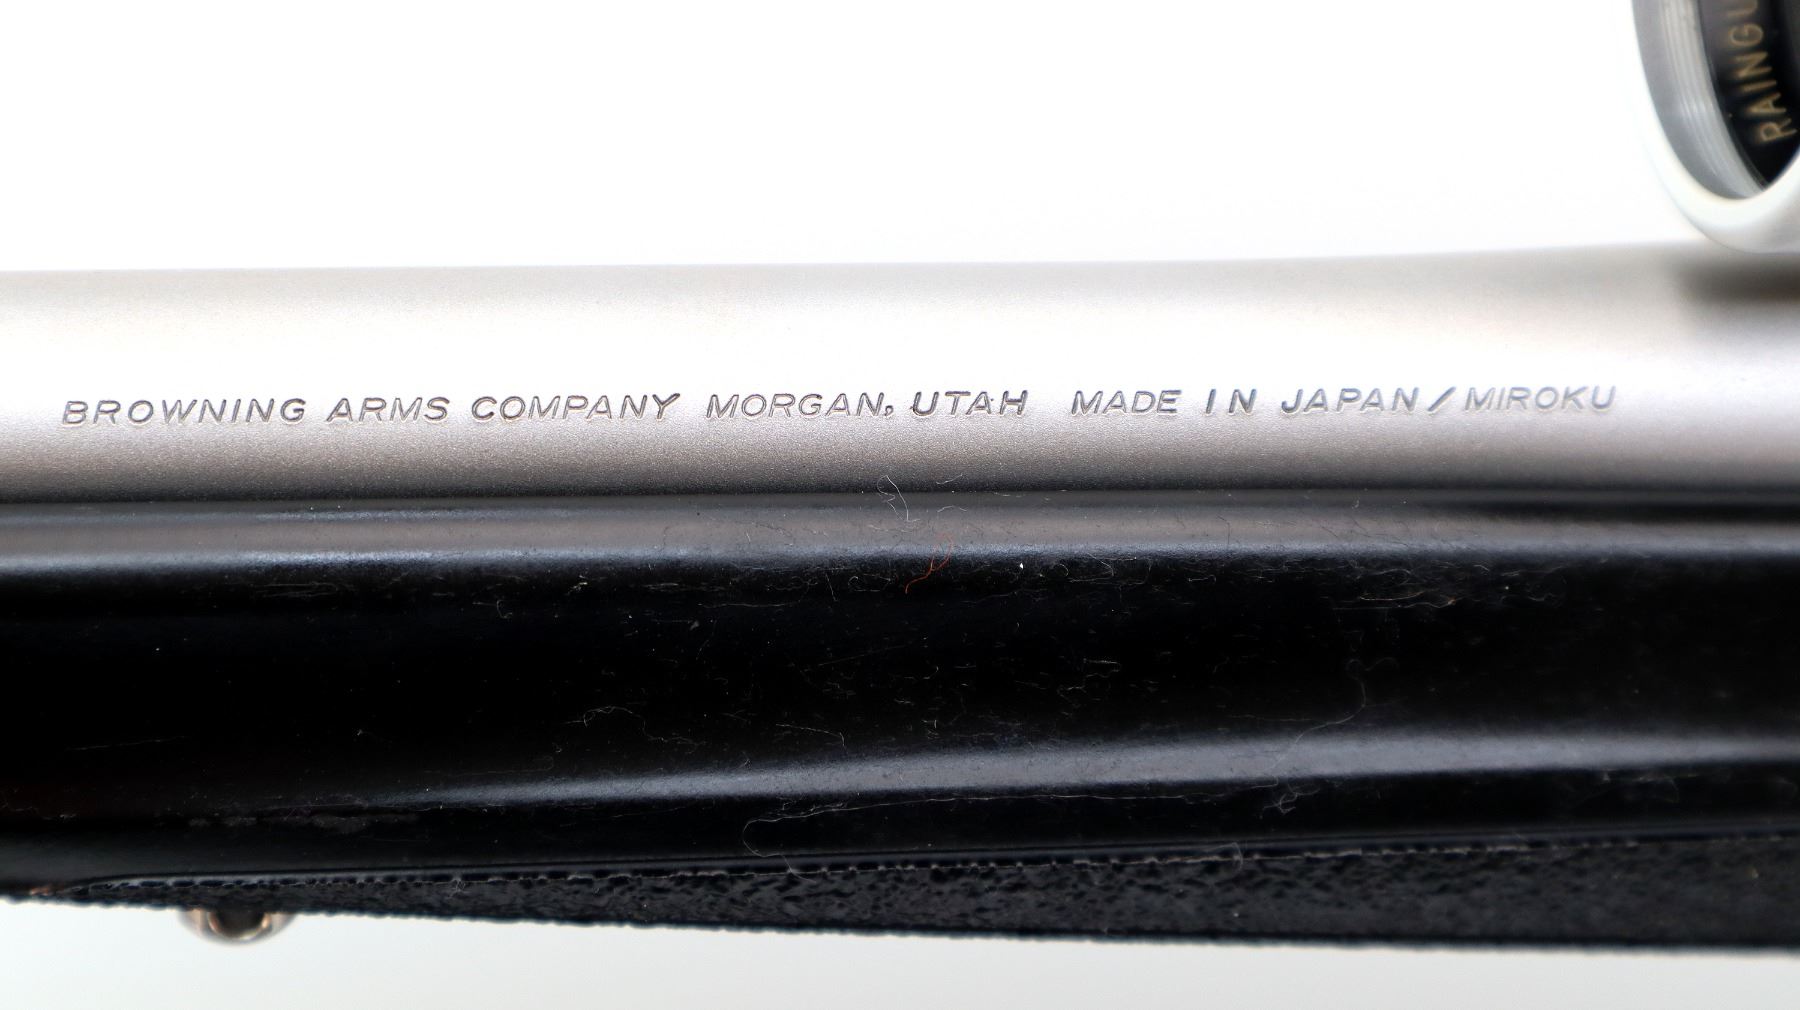 RAINGU
BROWNING ARMS COMPANY MORGAN, UTAH MADE IN JAPAN/MIROKU